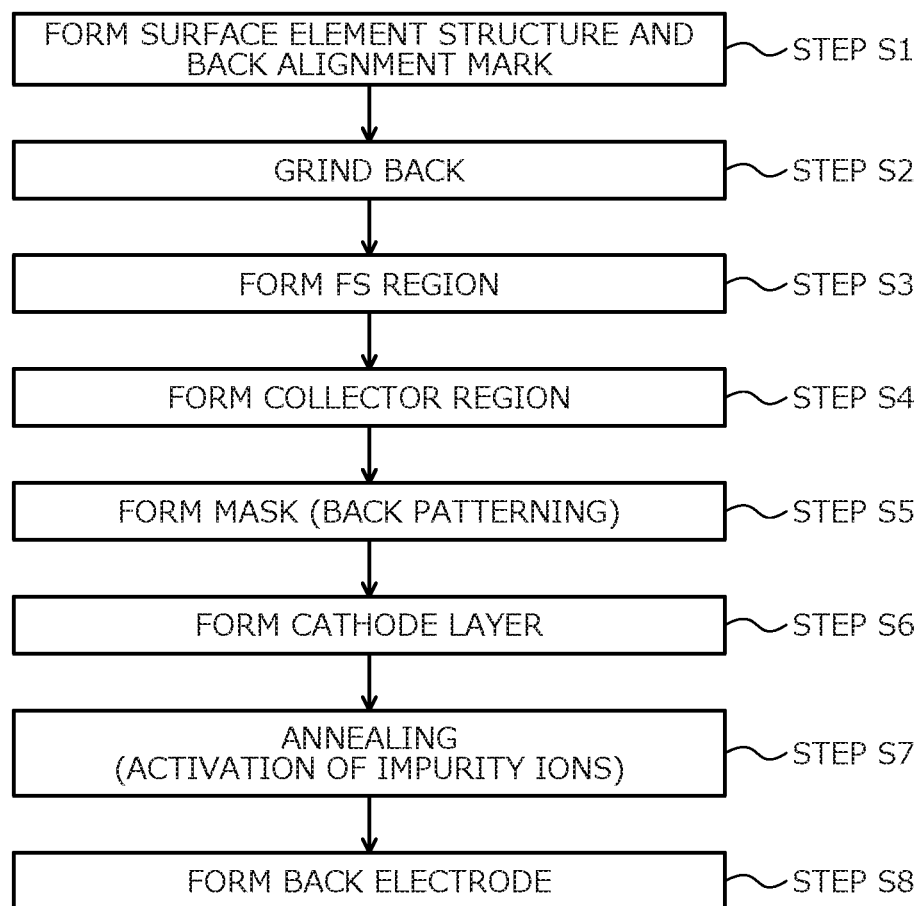 FORM SURFACE ELEMENT STRUCTURE AND
BACK ALIGNMENT MARK
STEP S1
GRIND BACK
STEP S2
FORM FS REGION
STEP S3
FORM COLLECTOR REGION
STEP S4
FORM MASK (BACK PATTERNING)
STEP S5
FORM CATHODE LAYER
STEP S6
ANNEALING
(ACTIVATION OF IMPURITY IONS)
STEP S7
FORM BACK ELECTRODE
STEP S8